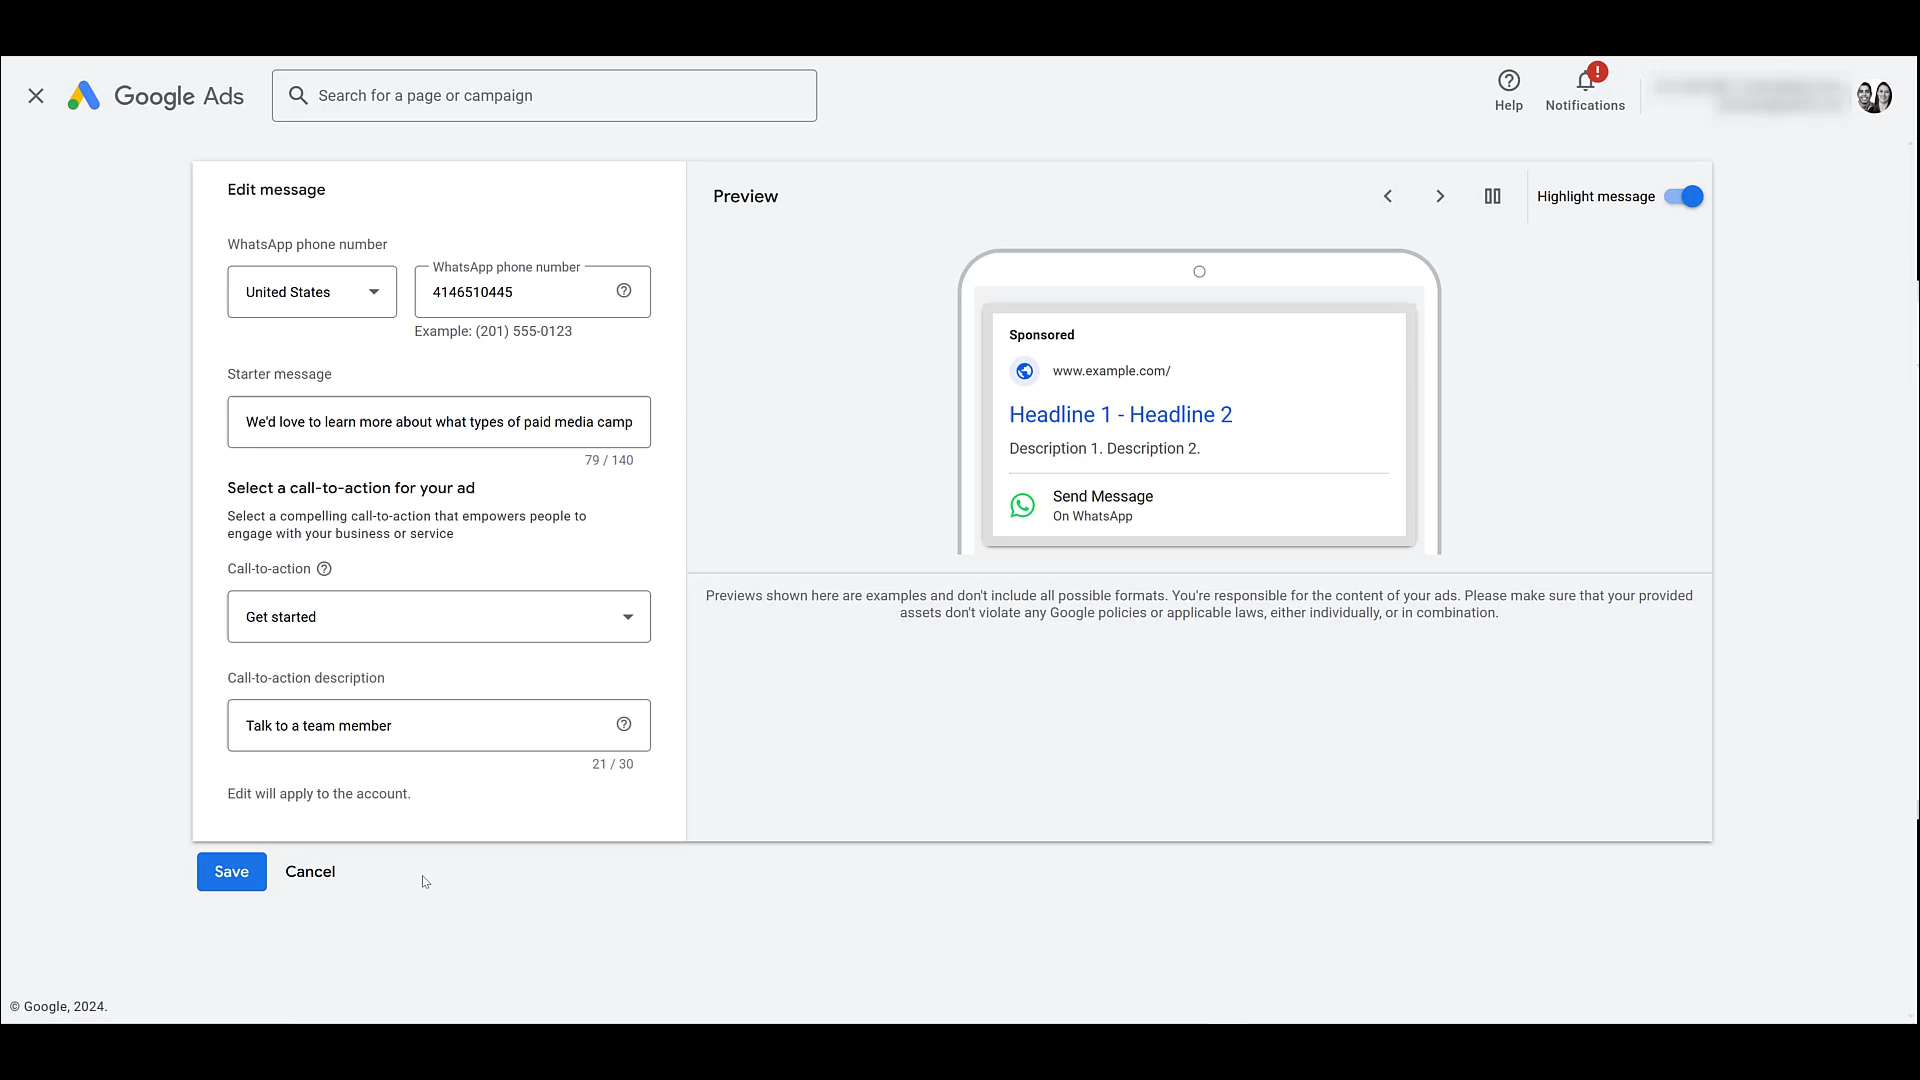 Google Ads
Search for a page or campaign
Help
!
Notifications
Edit message
WhatsApp phone number
United States
WhatsApp phone number
4146510445
Example: (201) 555-0123
Starter message
We'd love to learn more about what types of paid media camp
79 / 140
Select a call-to-action for your ad
Select a compelling call-to-action that empowers people to
engage with your business or service
Call-to-action
Get started
Call-to-action description
Talk to a team member
21 / 30
Edit will apply to the account.
Save
Cancel
Preview
Highlight message
Sponsored
www.example.com/
Headline 1 - Headline 2
Description 1. Description 2.
Send Message
On WhatsApp
Previews shown here are examples and don't include all possible formats. You're responsible for the content of your ads. Please make sure that your provided
assets don't violate any Google policies or applicable laws, either individually, or in combination.
© Google, 2024.